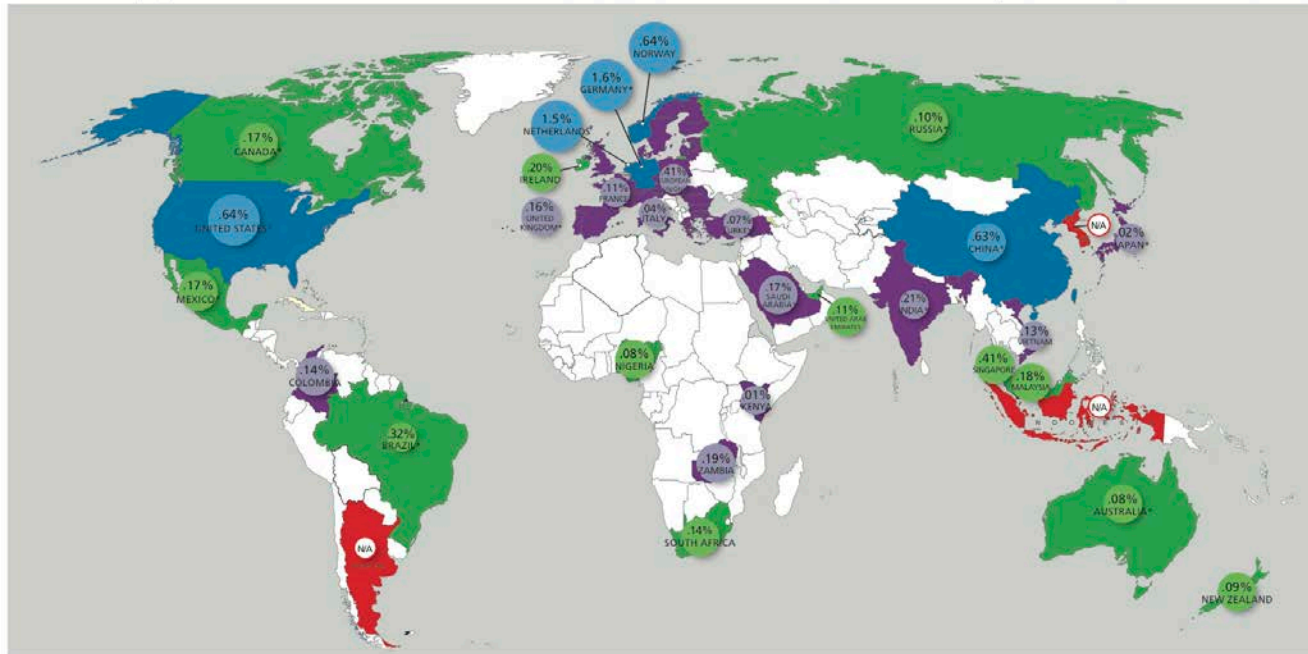 .64%
NORWAY
1.6%
GERMANY*
1.5%
NETHERLANDS
.17%
CANADA*
.10%
RUSSIA*
.20%
IRELAND
.11%
FRANCE*
.41%
EUROPEAN
UNION*
.16%
UNITED
KINGDOM*
.04%
ITALY*
.07%
TURKEY*
.64%
UNITED STATES*
.63%
CHINA*
N/A
.02%
JAPAN*
.17%
MEXICO*
.17%
SAUDI
ARABIA*
.11%
UNITED ARAB
EMIRATES
.21%
INDIA*
.13%
VIETNAM
.14%
COLOMBIA
.08%
NIGERIA
.41%
SINGAPORE
.18%
MALAYSIA
.01%
KENYA
N/A
.32%
BRAZIL*
.19%
ZAMBIA
.08%
AUSTRALIA*
.14%
SOUTH AFRICA
N/A
.09%
NEW ZEALAND